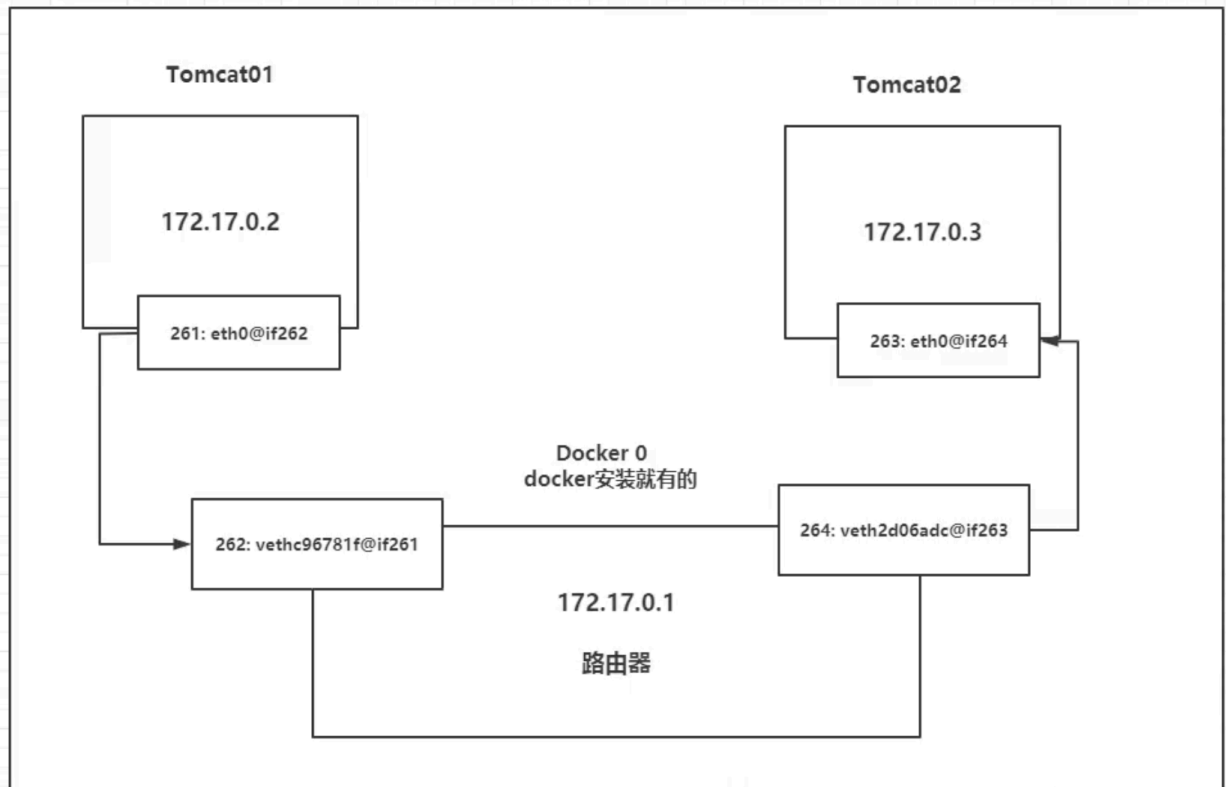 Tomcat01
Tomcat02
172.17.0.2
172.17.0.3
261: eth0@if262
263: eth0@if264
Docker 0
docker安装就有的
262: vethc96781f@if261
264: veth2d06adc@if263
172.17.0.1
路由器